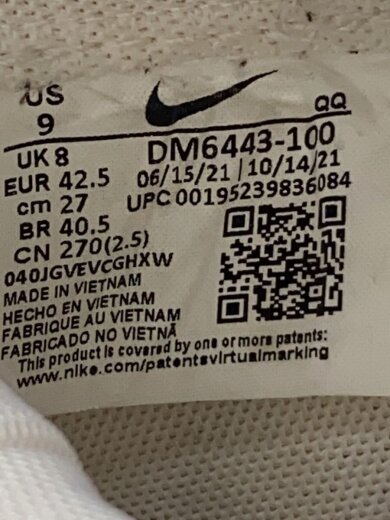 US
9
QQ
UK 8
DM6443-100
EUR 42.5
06/15/21 | 10/14/21
cm 27
UPC 00195239836084
BR 40.5
CN 270(2.5)
040JGVEVCGHXW
MADE IN VIETNAM
HECHO EN VIETNAM
FABRIQUE AU VIETNAM
FABRICADO NO VIETNÃ
This product is covered by one or more patents:
www.nike.com/patentsvirtualmarking